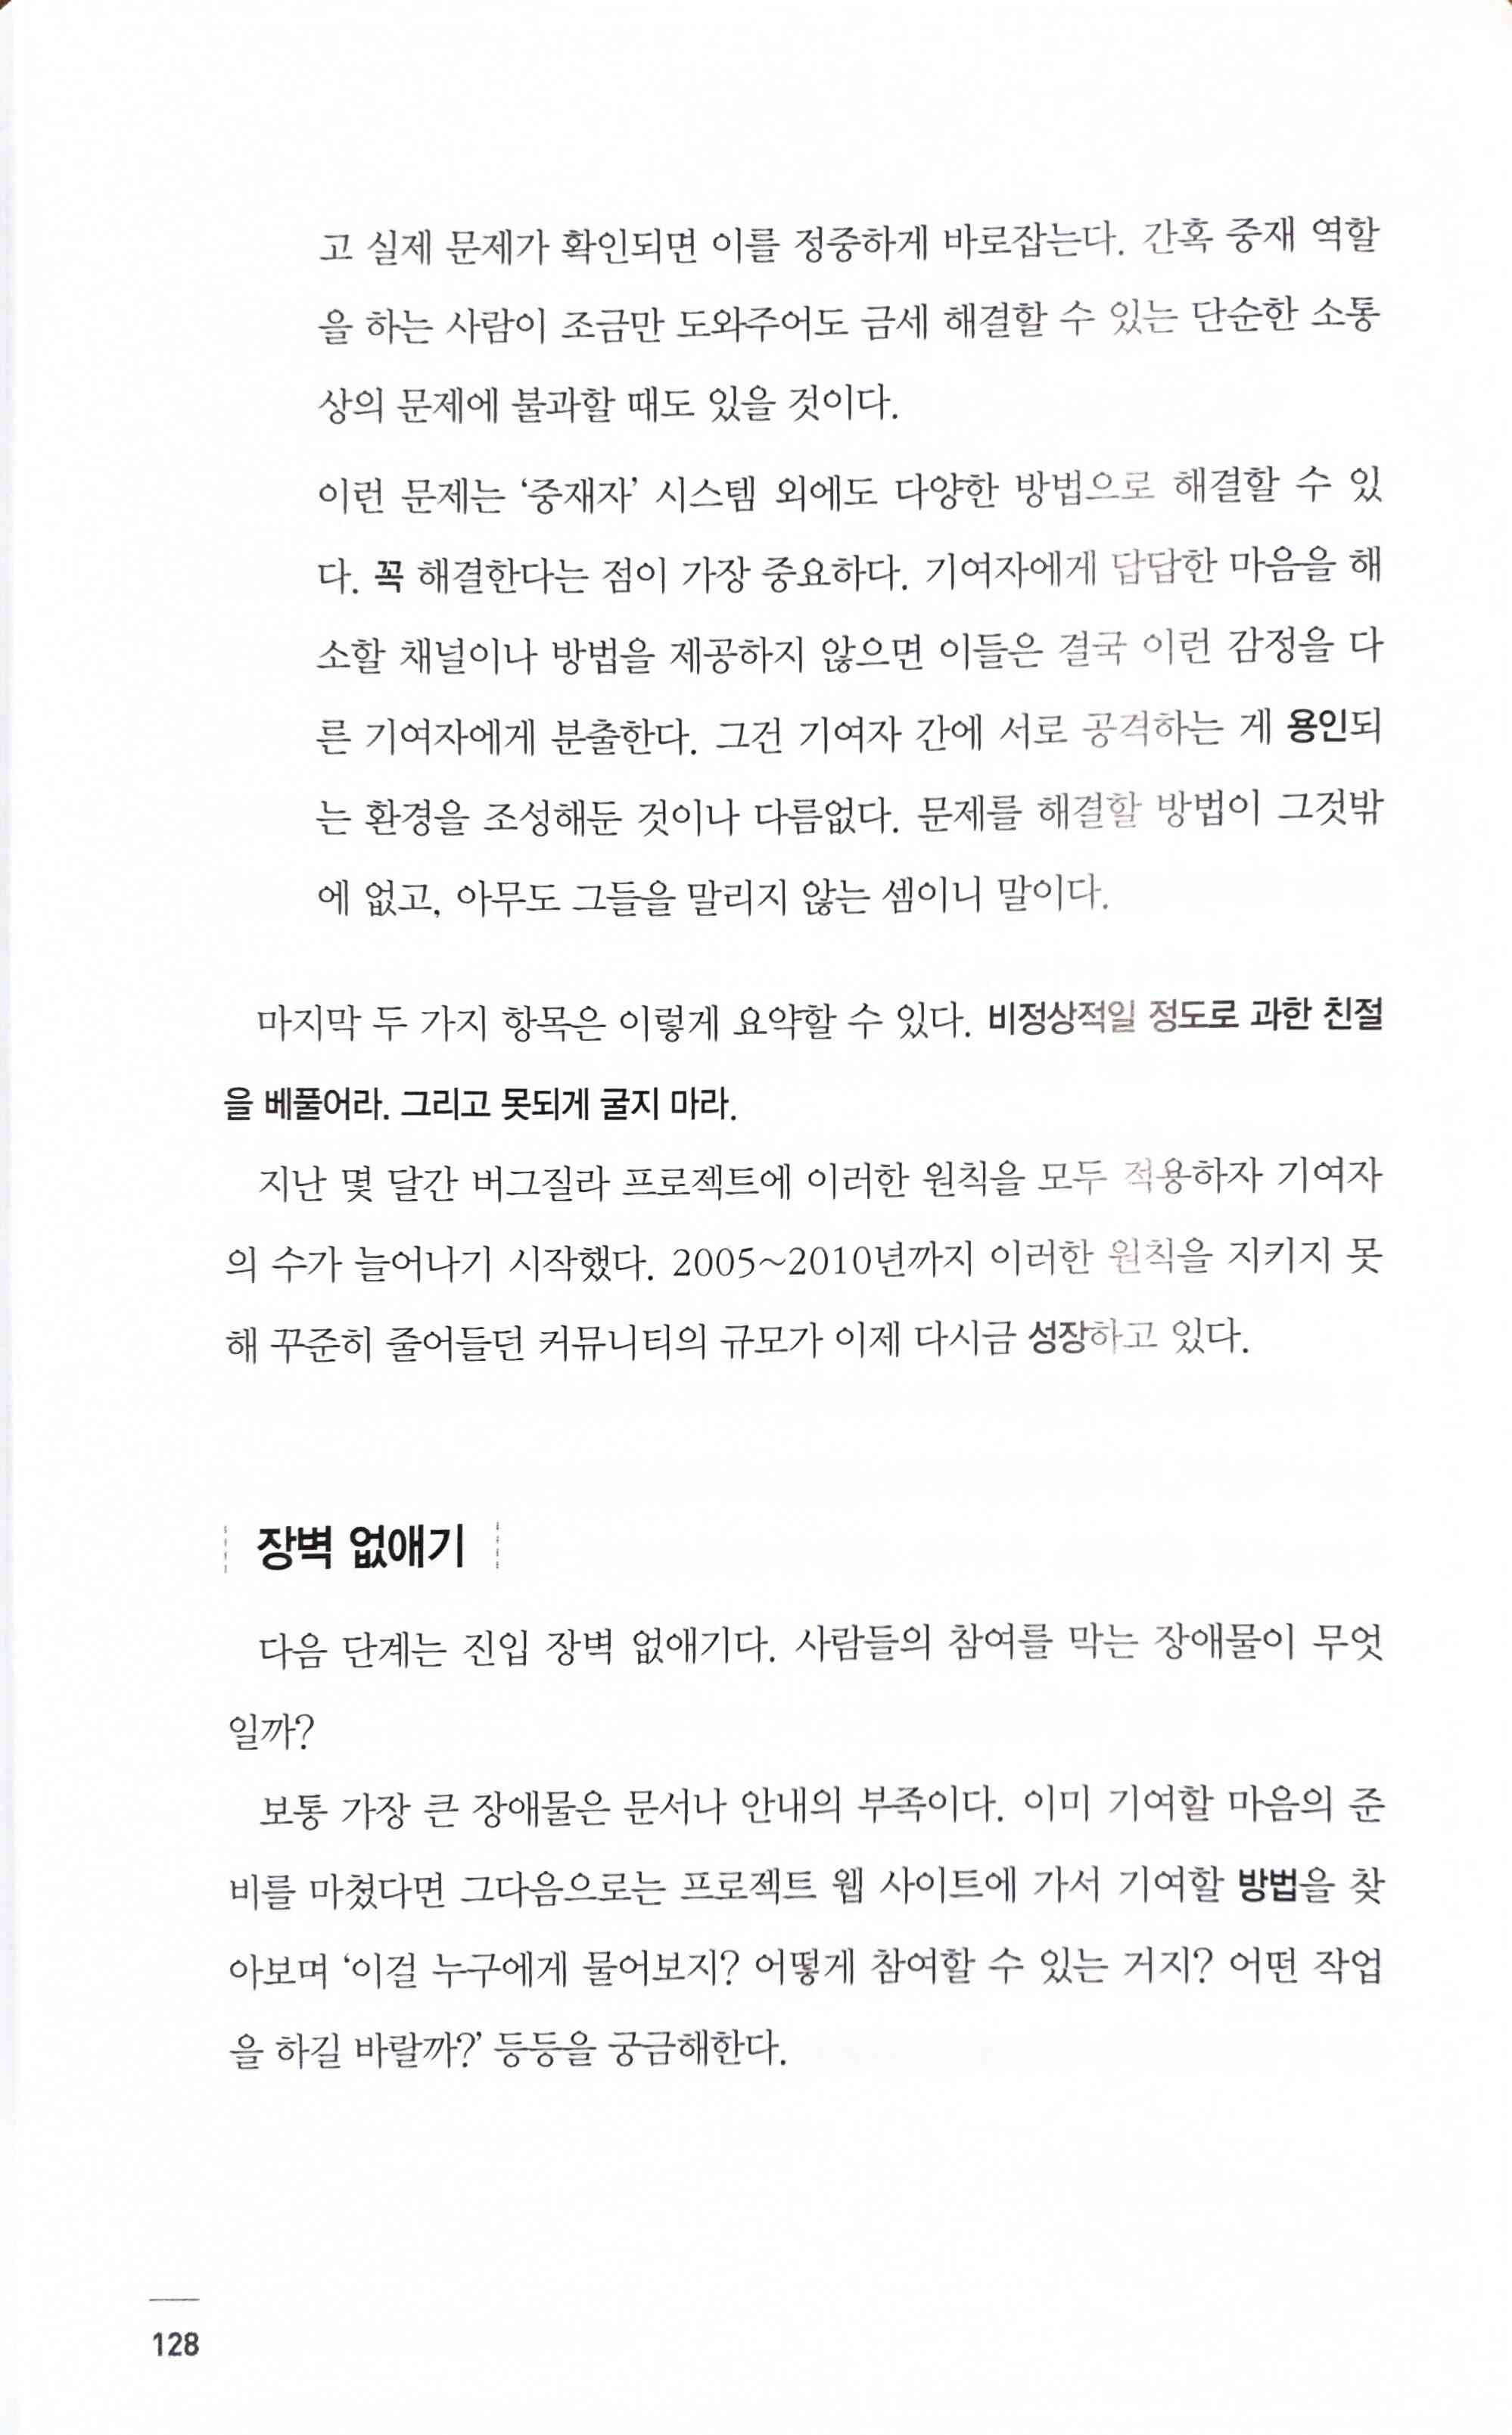 고 실제 문제가 확인되면 이를 정중하게 바로잡는다. 간혹 중재 역할
을 하는 사람이 조금만 도와주어도 금세 해결할 수 있는 단순한 소통
상의 문제에 불과할 때도 있을 것이다.
이런 문제는 ‘중재자’ 시스템 외에도 다양한 방법으로 해결할 수 있
다. 꼭 해결한다는 점이 가장 중요하다. 기여자에게 답답한 마음을 해
소할 채널이나 방법을 제공하지 않으면 이들은 결국 이런 감정을 다
른 기여자에게 분출한다. 그건 기여자 간에 서로 공격하는 게 용인되
는 환경을 조성해둔 것이나 다름없다. 문제를 해결할 방법이 그것밖
에 없고, 아무도 그들을 말리지 않는 셈이니 말이다.
마지막 두 가지 항목은 이렇게 요약할 수 있다. 비정상적일 정도로 과한 친절
을 베풀어라. 그리고 못되게 굴지 마라.
지난 몇 달간 버그질라 프로젝트에 이러한 원칙을 모두 적용하자 기여자
의 수가 늘어나기 시작했다. 2005~2010년까지 이러한 원칙을 지키지 못
해 꾸준히 줄어들던 커뮤니티의 규모가 이제 다시금 성장하고 있다.
장벽 없애기
다음 단계는 진입 장벽 없애기다. 사람들의 참여를 막는 장애물이 무엇
일까?
보통 가장 큰 장애물은 문서나 안내의 부족이다. 이미 기여할 마음의 준
비를 마쳤다면 그다음으로는 프로젝트 웹 사이트에 가서 기여할 방법을 찾
아보며 ‘이걸 누구에게 물어보지? 어떻게 참여할 수 있는 거지? 어떤 작업
을 하길 바랄까?’ 등등을 궁금해한다.
128